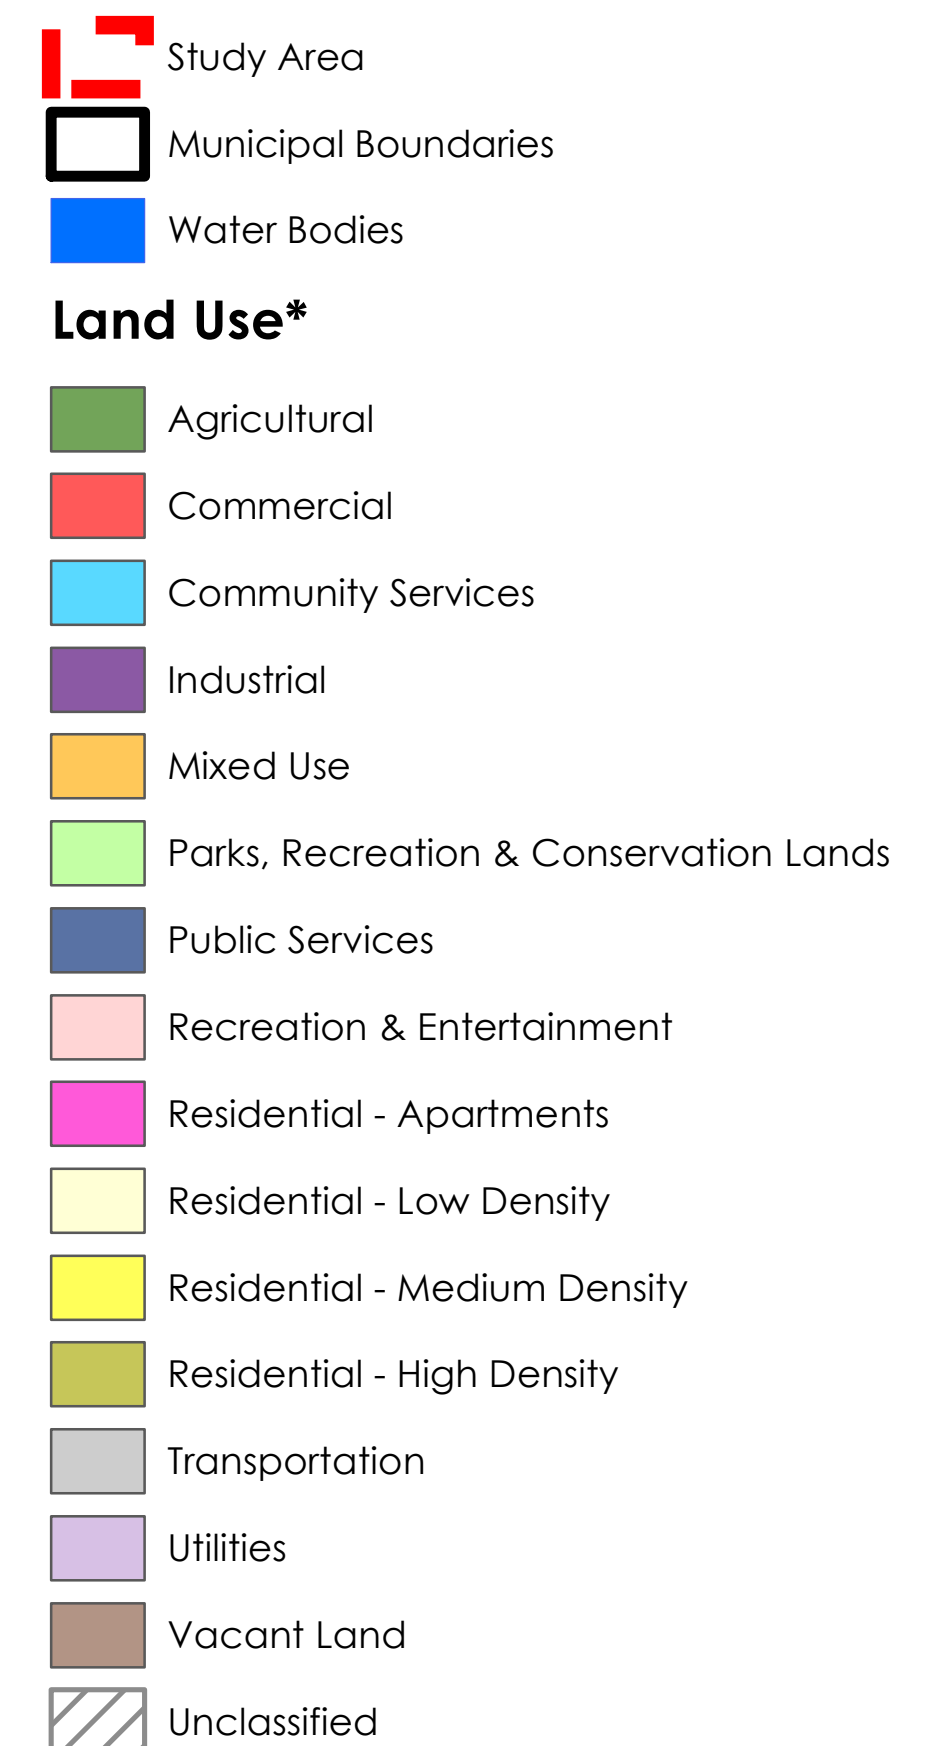 Study Area
Municipal Boundaries
Water Bodies
Land Use*
Agricultural
Commercial
Community Services
Industrial
Mixed Use
Parks, Recreation & Conservation Lands
Public Services
Recreation & Entertainment
Residential - Apartments
Residential - Low Density
Residential - Medium Density
Residential - High Density
Transportation
Utilities
Vacant Land
Unclassified